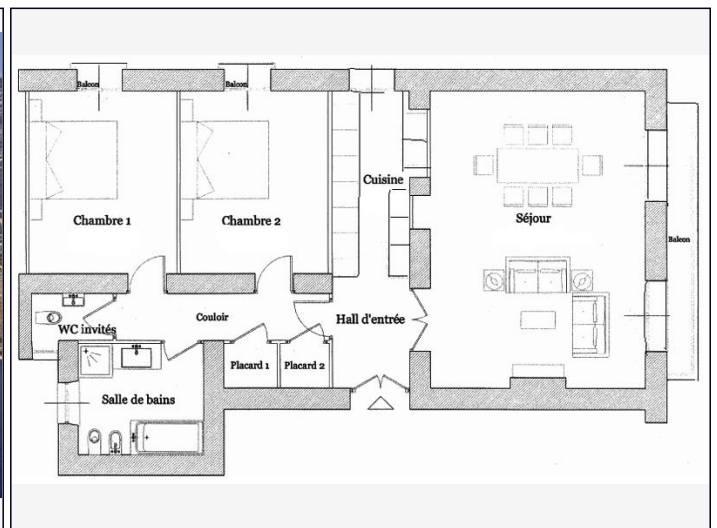 Balcon
Balcon
Cuisine
Chambre 1
Chambre 2
Séjour
Balcon
WC invités
Couloir
Hall d'entrée
Placard 1
Placard 2
Salle de bains